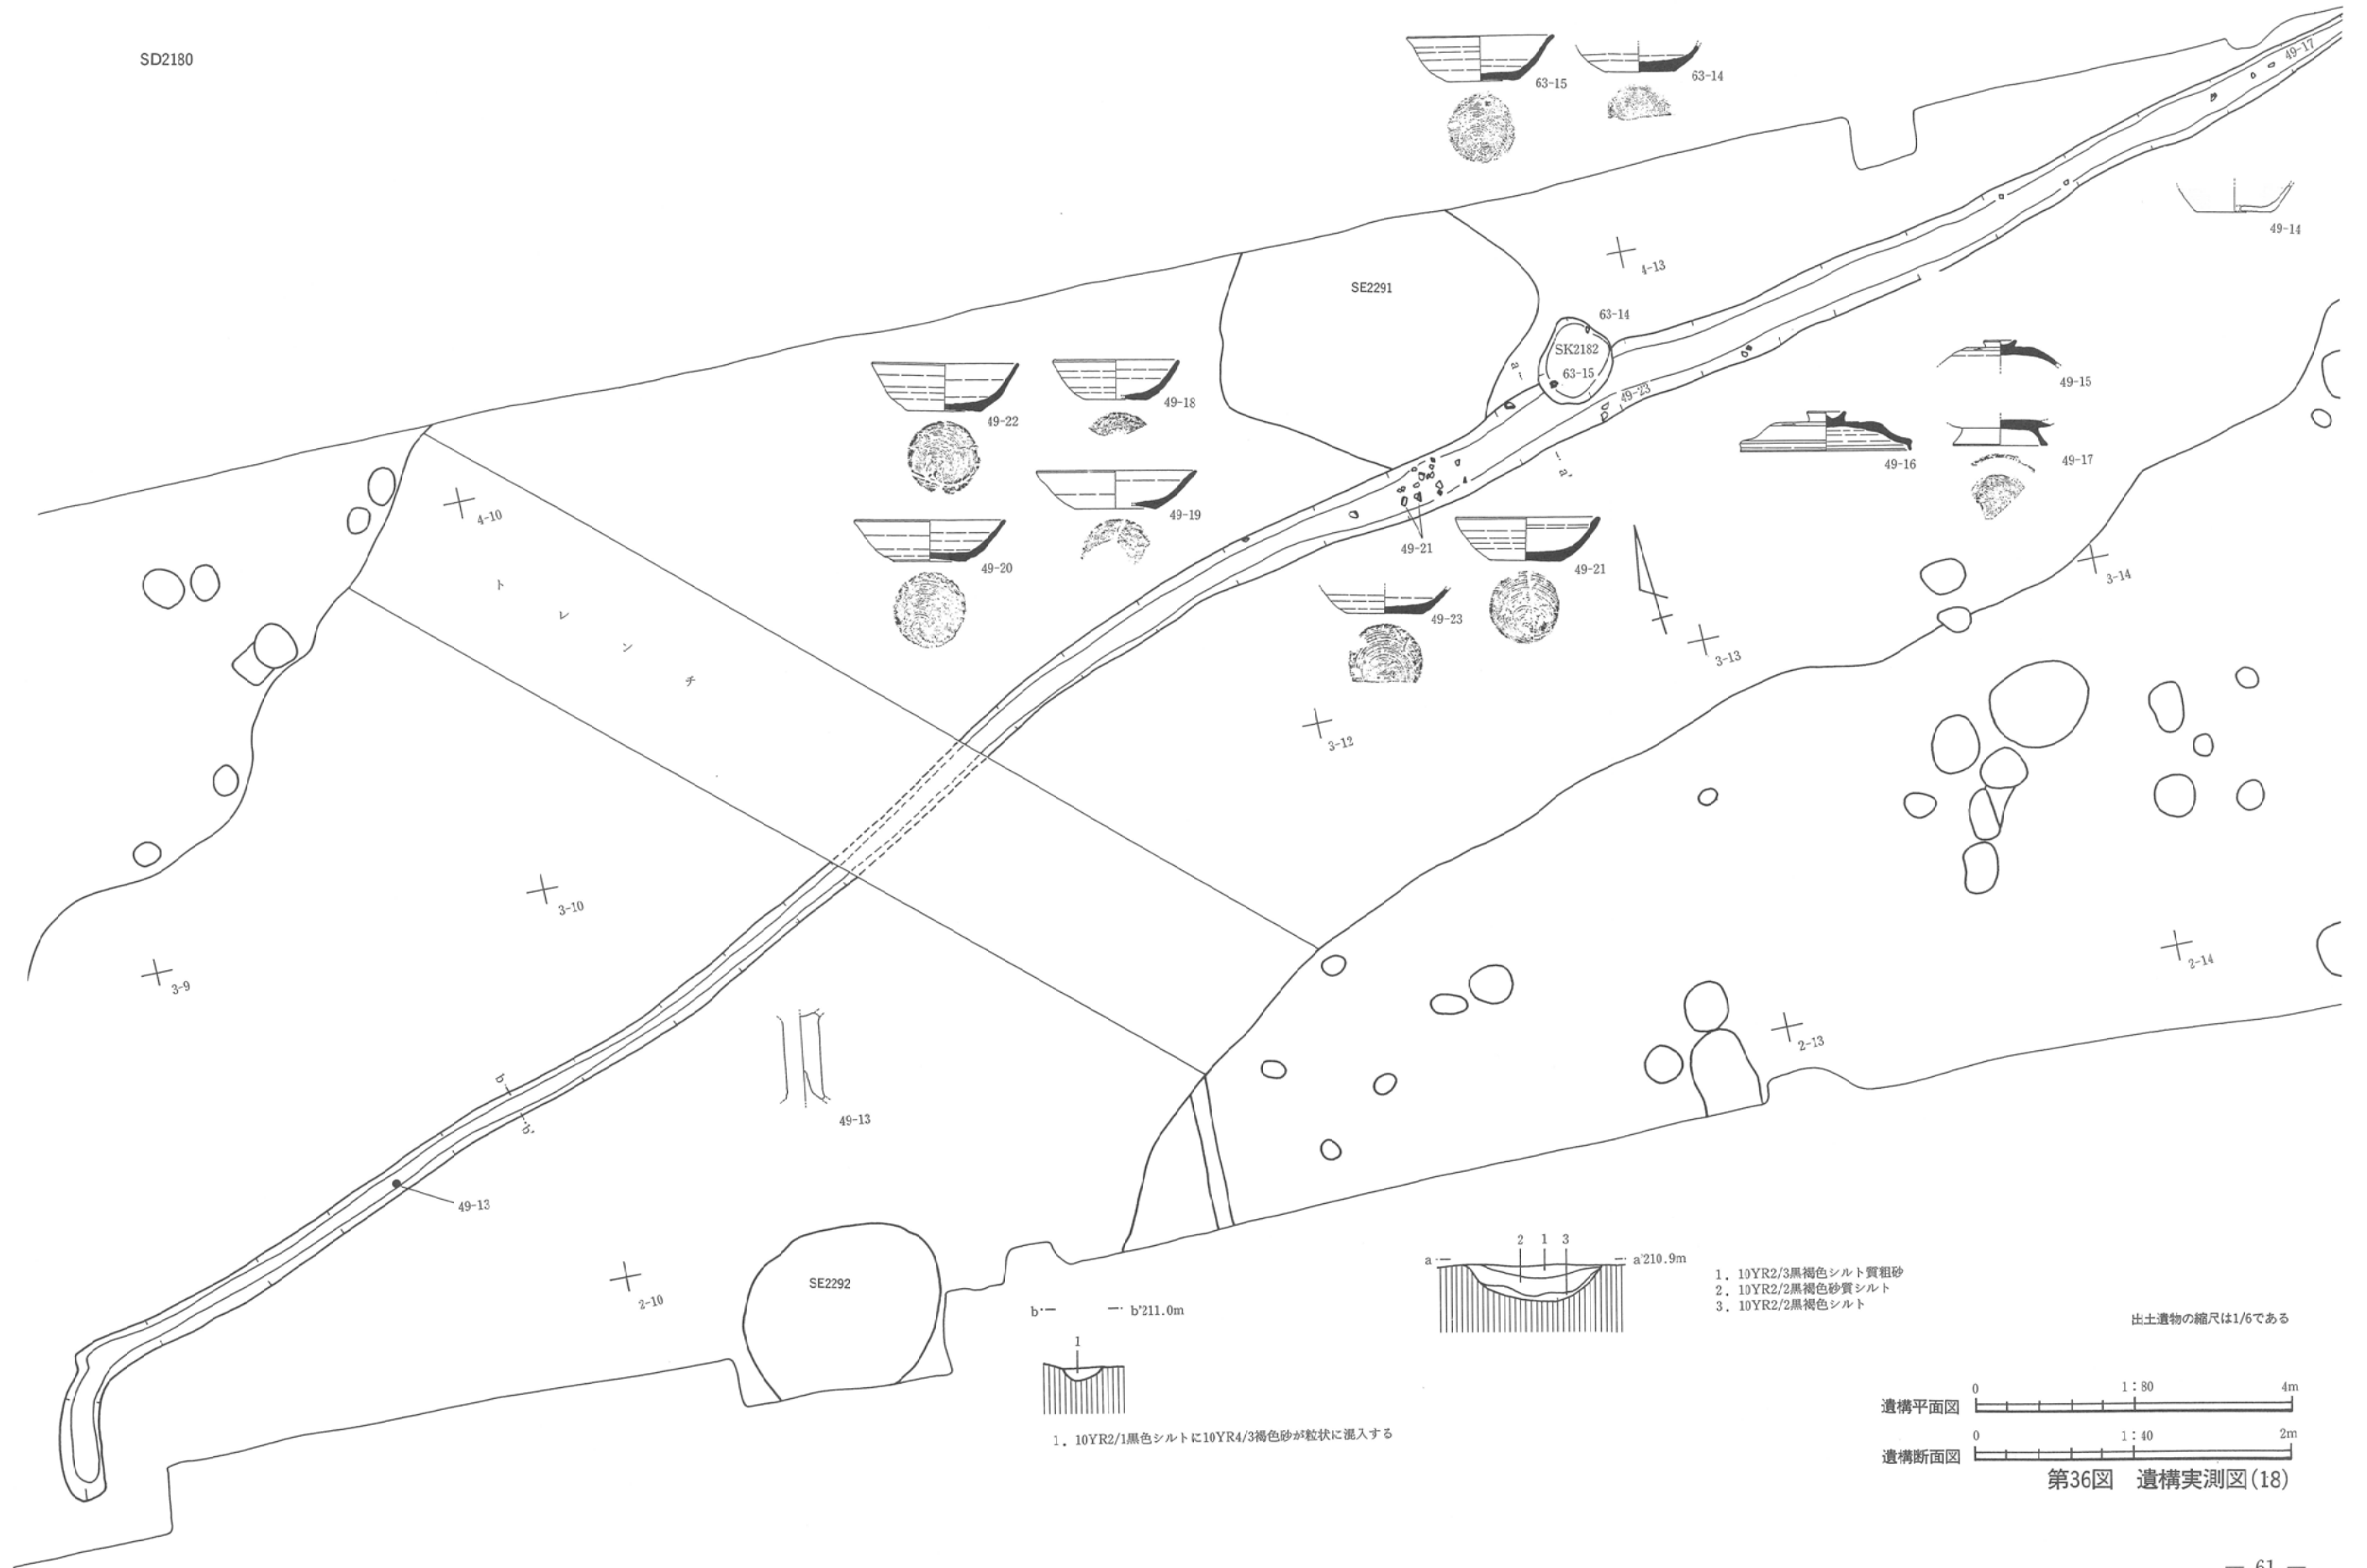 SD2180
49-17
63-15
63-14
49-14
4-13
SE2291
63-14
SK2182
63-15
a
49-23
a'
49-15
49-16
49-17
49-22
49-18
49-19
49-20
49-21
49-21
49-23
4-10
トレンチ
3-14
3-13
3-12
3-10
3-9
2-14
2-13
b
b'
49-13
49-13
2-10
SE2292
a
2 1 3
a'210.9m
1. 10YR2/3黒褐色シルト質粗砂
2. 10YR2/2黒褐色砂質シルト
3. 10YR2/2黒褐色シルト
b
b'211.0m
1
1. 10YR2/1黒色シルトに10YR4/3褐色砂が粒状に混入する
出土遺物の縮尺は1/6である
遺構平面図 0 1:80 4m
遺構断面図 0 1:40 2m
第36図 遺構実測図(18)
— 61 —